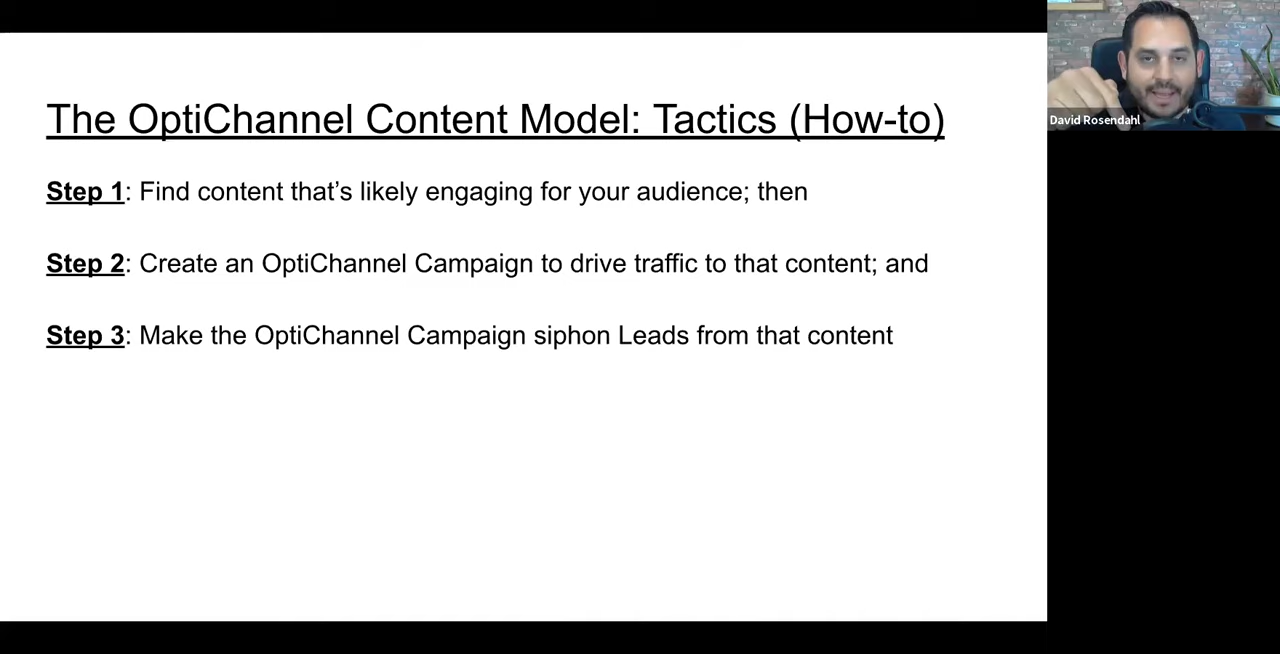 The OptiChannel Content Model: Tactics (How-to)
Step 1: Find content that’s likely engaging for your audience; then
Step 2: Create an OptiChannel Campaign to drive traffic to that content; and
Step 3: Make the OptiChannel Campaign siphon Leads from that content
David Rosendahl